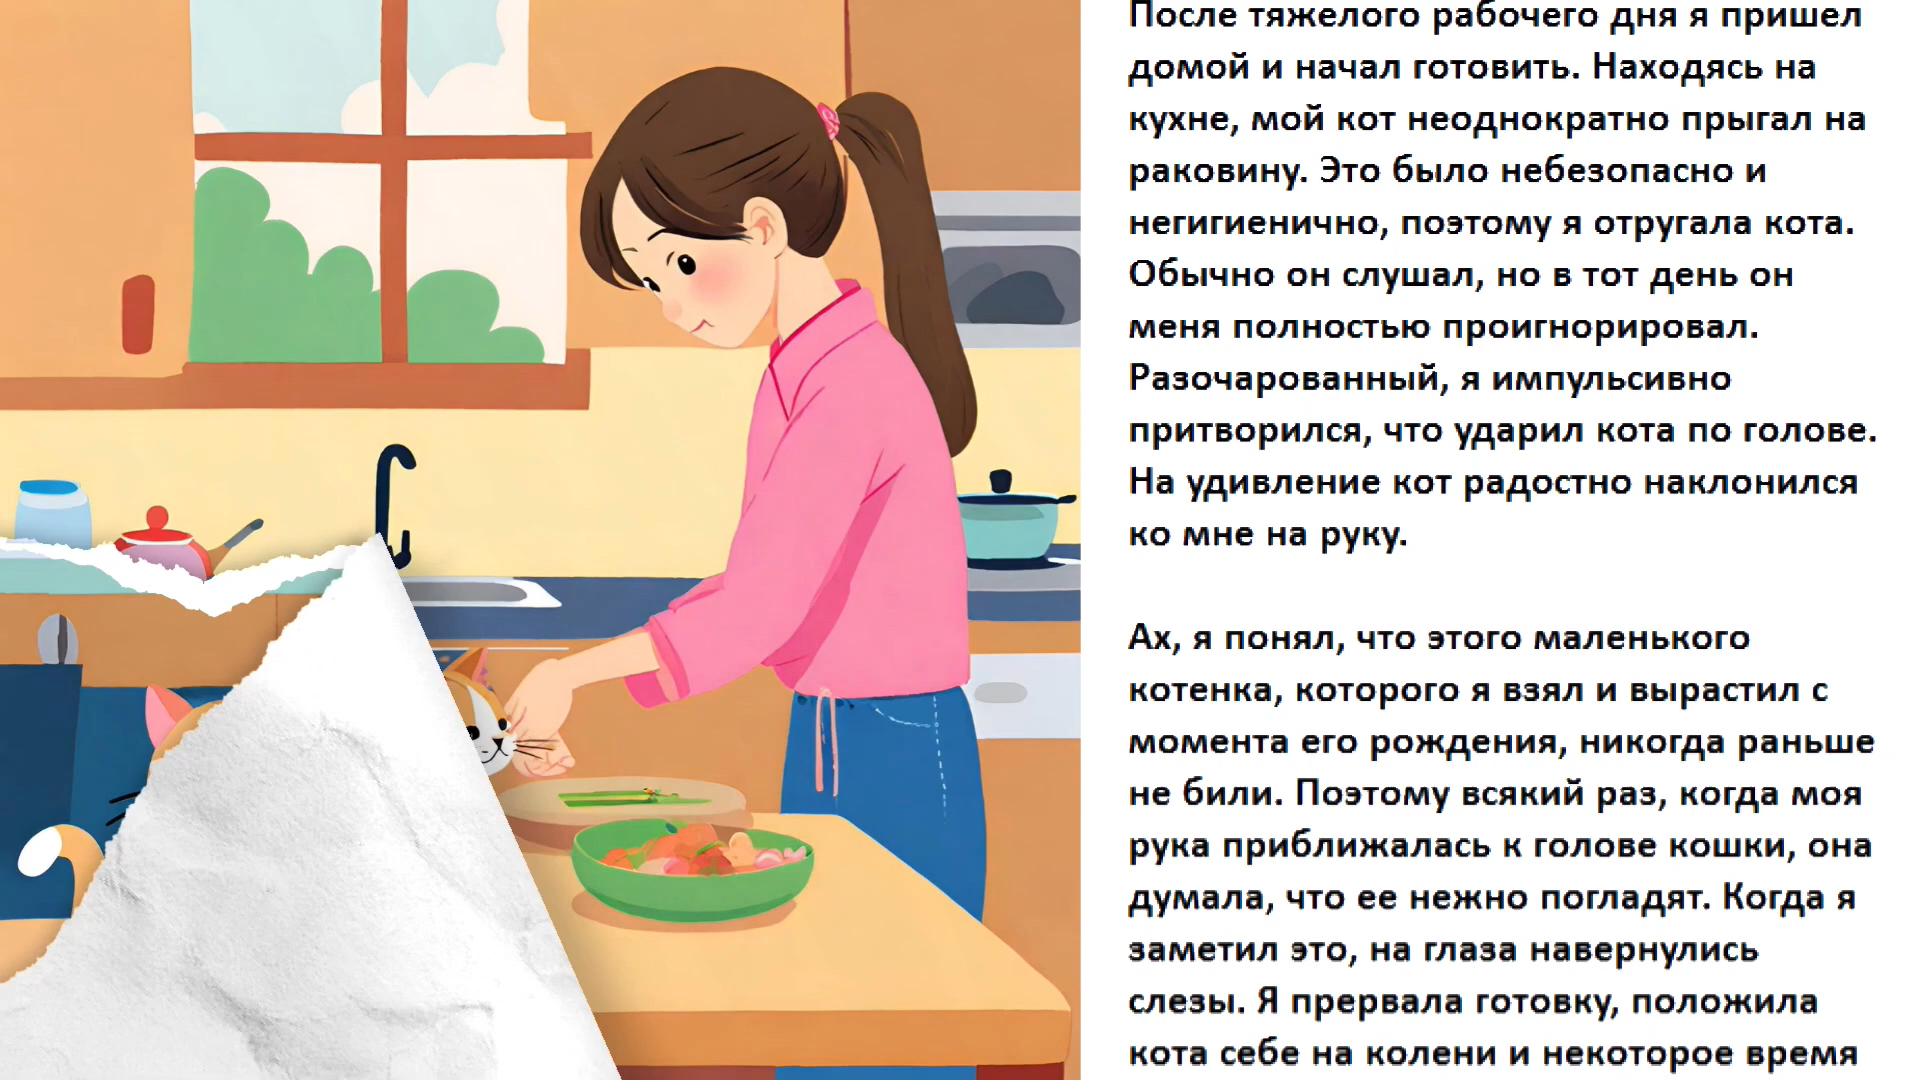 После тяжелого рабочего дня я пришел
домой и начал готовить. Находясь на
кухне, мой кот неоднократно прыгал на
раковину. Это было небезопасно и
негигиенично, поэтому я отругала кота.
Обычно он слушал, но в тот день он
меня полностью проигнорировал.
Разочарованный, я импульсивно
притворился, что ударил кота по голове.
На удивление кот радостно наклонился
ко мне на руку.
Ах, я понял, что этого маленького
котенка, которого я взял и вырастил с
момента его рождения, никогда раньше
не били. Поэтому всякий раз, когда моя
рука приближалась к голове кошки, она
думала, что ее нежно погладят. Когда я
заметил это, на глаза навернулись
слезы. Я прервала готовку, положила
кота себе на колени и некоторое время